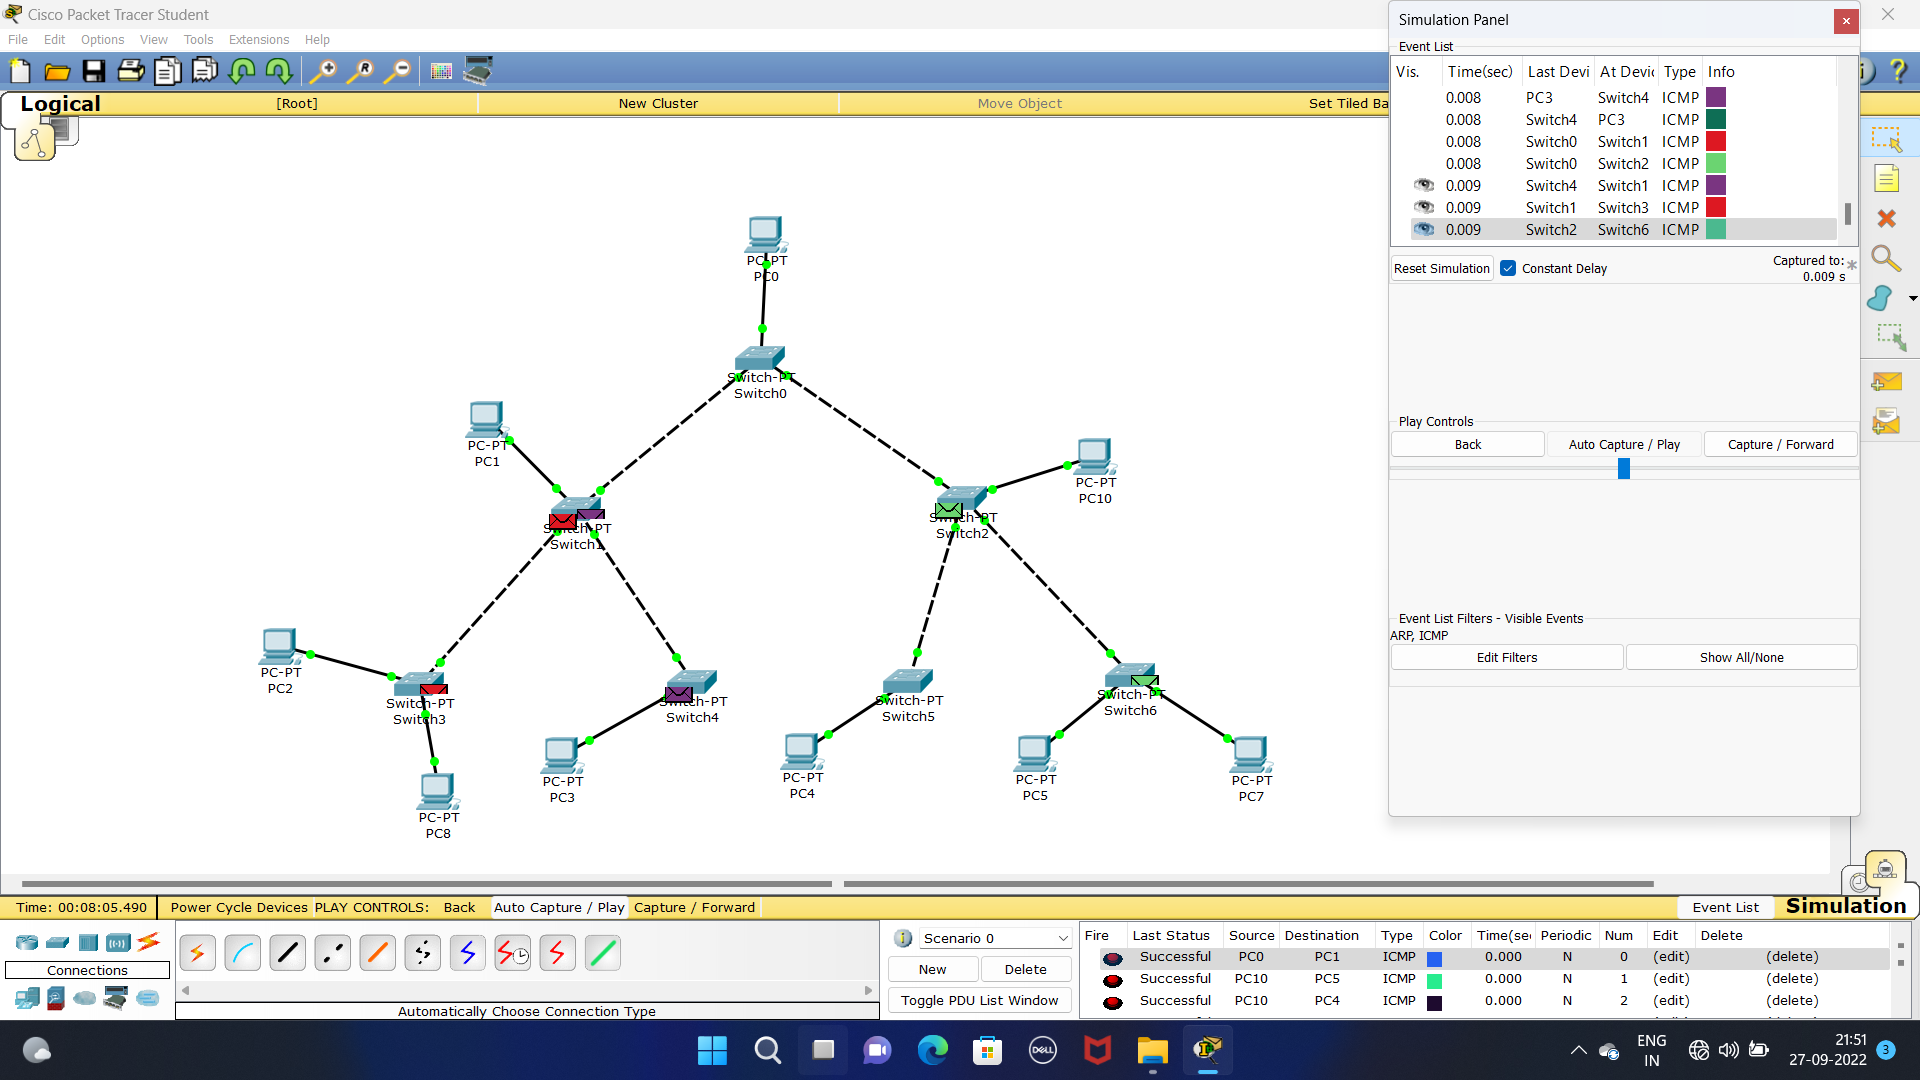 Cisco Packet Tracer Student
File Edit Options View Tools Extensions Help
Logical [Root] New Cluster Move Object Set Tiled Ba
Simulation Panel
Event List
Vis. Time(sec) Last Devi At Devic Type Info
0.008 PC3 Switch4 ICMP
0.008 Switch4 PC3 ICMP
0.008 Switch0 Switch1 ICMP
0.008 Switch0 Switch2 ICMP
0.009 Switch4 Switch1 ICMP
0.009 Switch1 Switch3 ICMP
0.009 Switch2 Switch6 ICMP
Reset Simulation Constant Delay Captured to: *
0.009 s
Play Controls
Back Auto Capture / Play Capture / Forward
Event List Filters - Visible Events
ARP, ICMP
Edit Filters Show All/None
PC-PT
PC0
Switch-PT
Switch0
PC-PT
PC1
PC-PT
PC10
Switch-PT
Switch1
Switch-PT
Switch2
PC-PT
PC2
Switch-PT
Switch3
Switch-PT
Switch4
Switch-PT
Switch5
Switch-PT
Switch6
PC-PT
PC3
PC-PT
PC4
PC-PT
PC5
PC-PT
PC7
PC-PT
PC8
Time: 00:08:05.490 Power Cycle Devices PLAY CONTROLS: Back Auto Capture / Play Capture / Forward Event List Simulation
Connections
Automatically Choose Connection Type
Scenario 0
New Delete
Toggle PDU List Window
Fire Last Status Source Destination Type Color Time(sec Periodic Num Edit Delete
Successful PC0 PC1 ICMP 0.000 N 0 (edit) (delete)
Successful PC10 PC5 ICMP 0.000 N 1 (edit) (delete)
Successful PC10 PC4 ICMP 0.000 N 2 (edit) (delete)
DELL
ENG
IN
21:51
27-09-2022
3